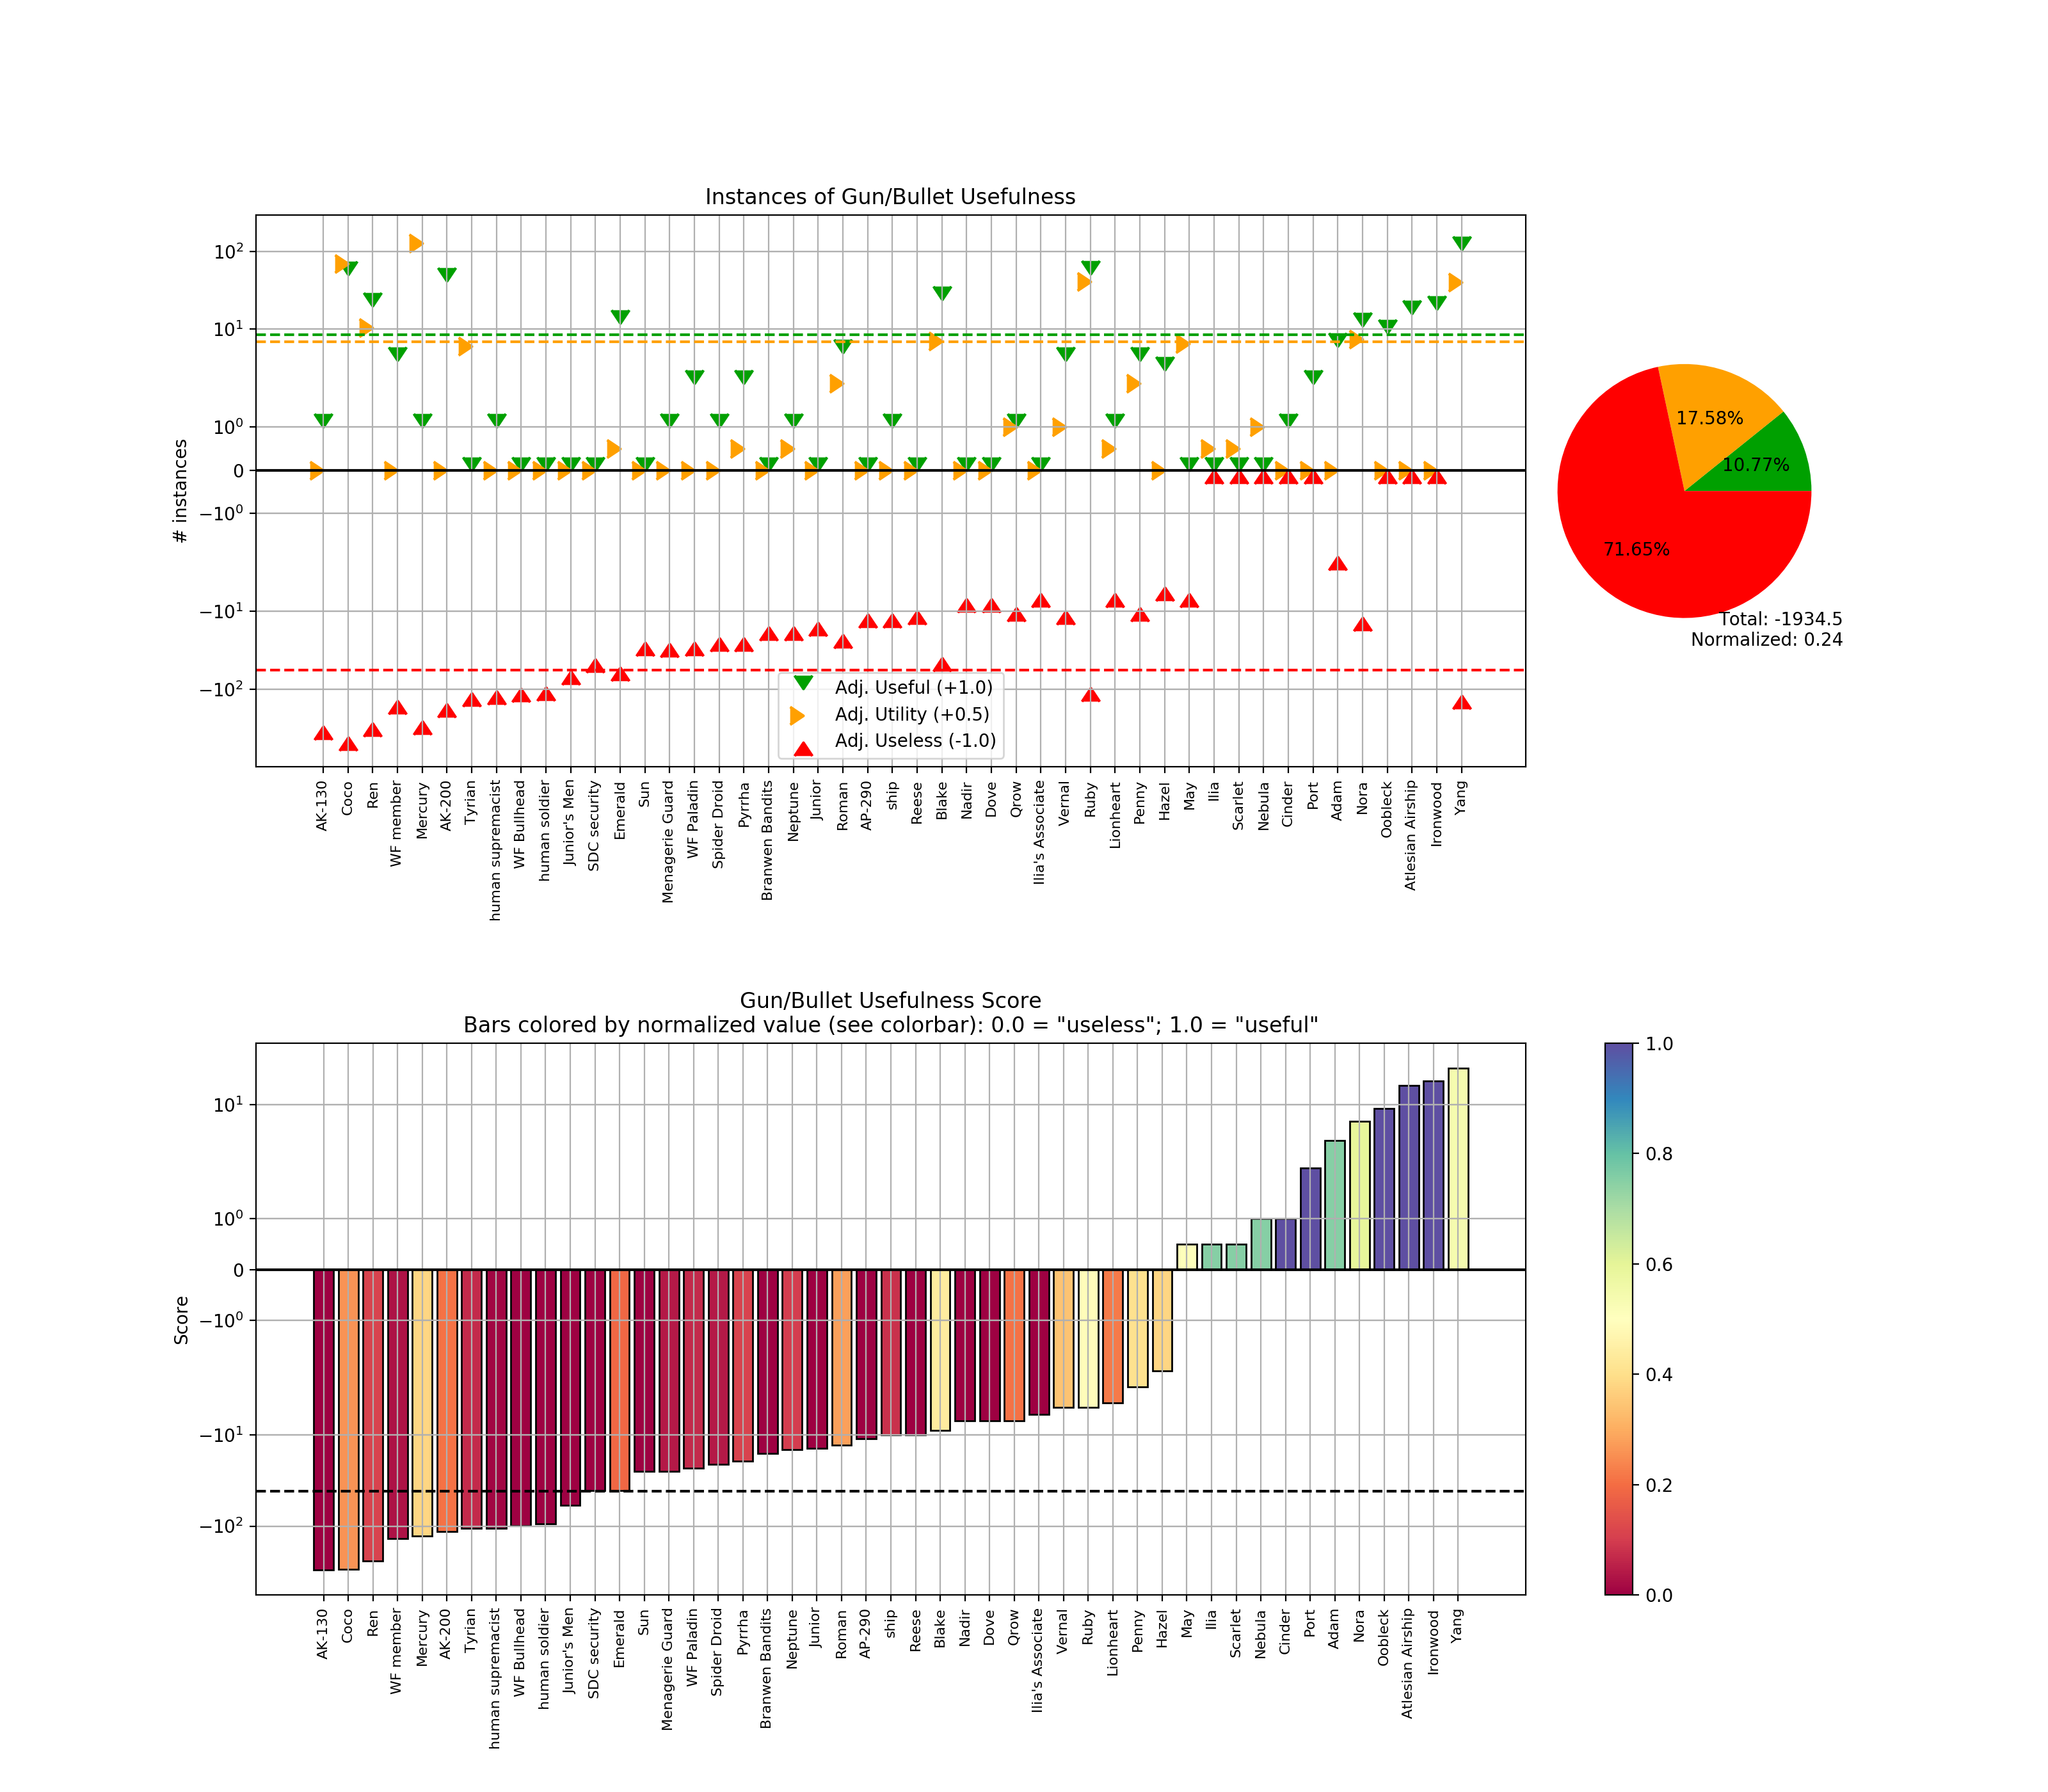 Instances of Gun/Bullet Usefulness
# instances
10²
10¹
10⁰
0
−10⁰
−10¹
−10²
Adj. Useful (+1.0)
Adj. Utility (+0.5)
Adj. Useless (-1.0)
AK-130
Coco
Ren
WF member
Mercury
AK-200
Tyrian
human supremacist
WF Bullhead
human soldier
Junior's Men
SDC security
Emerald
Sun
Menagerie Guard
WF Paladin
Spider Droid
Pyrrha
Branwen Bandits
Neptune
Junior
Roman
AP-290
ship
Reese
Blake
Nadir
Dove
Qrow
Ilia's Associate
Vernal
Ruby
Lionheart
Penny
Hazel
May
Ilia
Scarlet
Nebula
Cinder
Port
Adam
Nora
Oobleck
Atlesian Airship
Ironwood
Yang
17.58%
10.77%
71.65%
Total: -1934.5
Normalized: 0.24
Gun/Bullet Usefulness Score
Bars colored by normalized value (see colorbar): 0.0 = "useless"; 1.0 = "useful"
Score
10¹
10⁰
0
−10⁰
−10¹
−10²
AK-130
Coco
Ren
WF member
Mercury
AK-200
Tyrian
human supremacist
WF Bullhead
human soldier
Junior's Men
SDC security
Emerald
Sun
Menagerie Guard
WF Paladin
Spider Droid
Pyrrha
Branwen Bandits
Neptune
Junior
Roman
AP-290
ship
Reese
Blake
Nadir
Dove
Qrow
Ilia's Associate
Vernal
Ruby
Lionheart
Penny
Hazel
May
Ilia
Scarlet
Nebula
Cinder
Port
Adam
Nora
Oobleck
Atlesian Airship
Ironwood
Yang
1.0
0.8
0.6
0.4
0.2
0.0